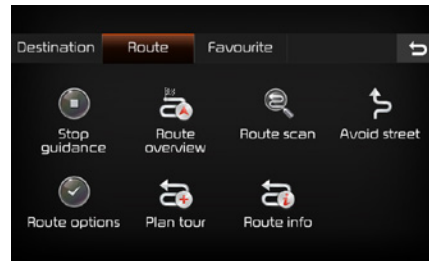 Destination Route Favourite
Stop guidance Route overview Route scan Avoid street
Route options Plan tour Route info